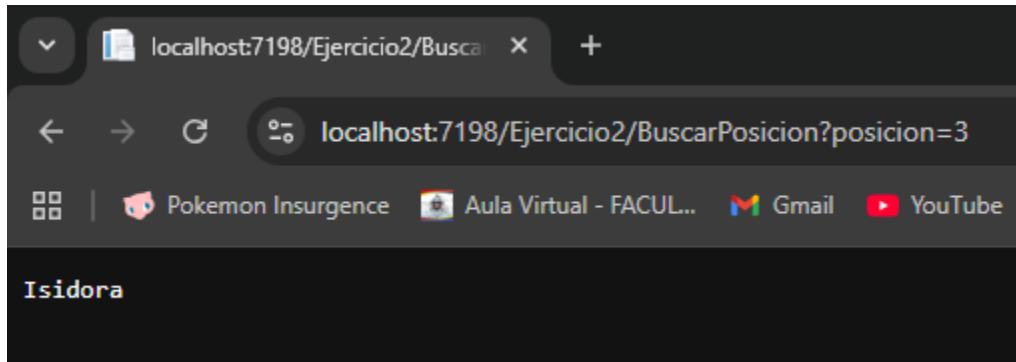 localhost:7198/Ejercicio2/Busca
localhost:7198/Ejercicio2/BuscarPosicion?posicion=3
Pokemon Insurgence Aula Virtual - FACUL... Gmail YouTube
Isidora